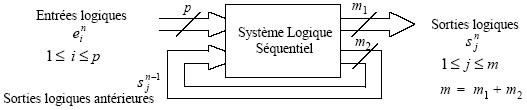 Entrées logiques
e_i^n
1 ≤ i ≤ p
p
Système Logique
Séquentiel
m_1
m_2
Sorties logiques
s_j^n
1 ≤ j ≤ m
m = m_1 + m_2
s_j^{n-1}
Sorties logiques antérieures